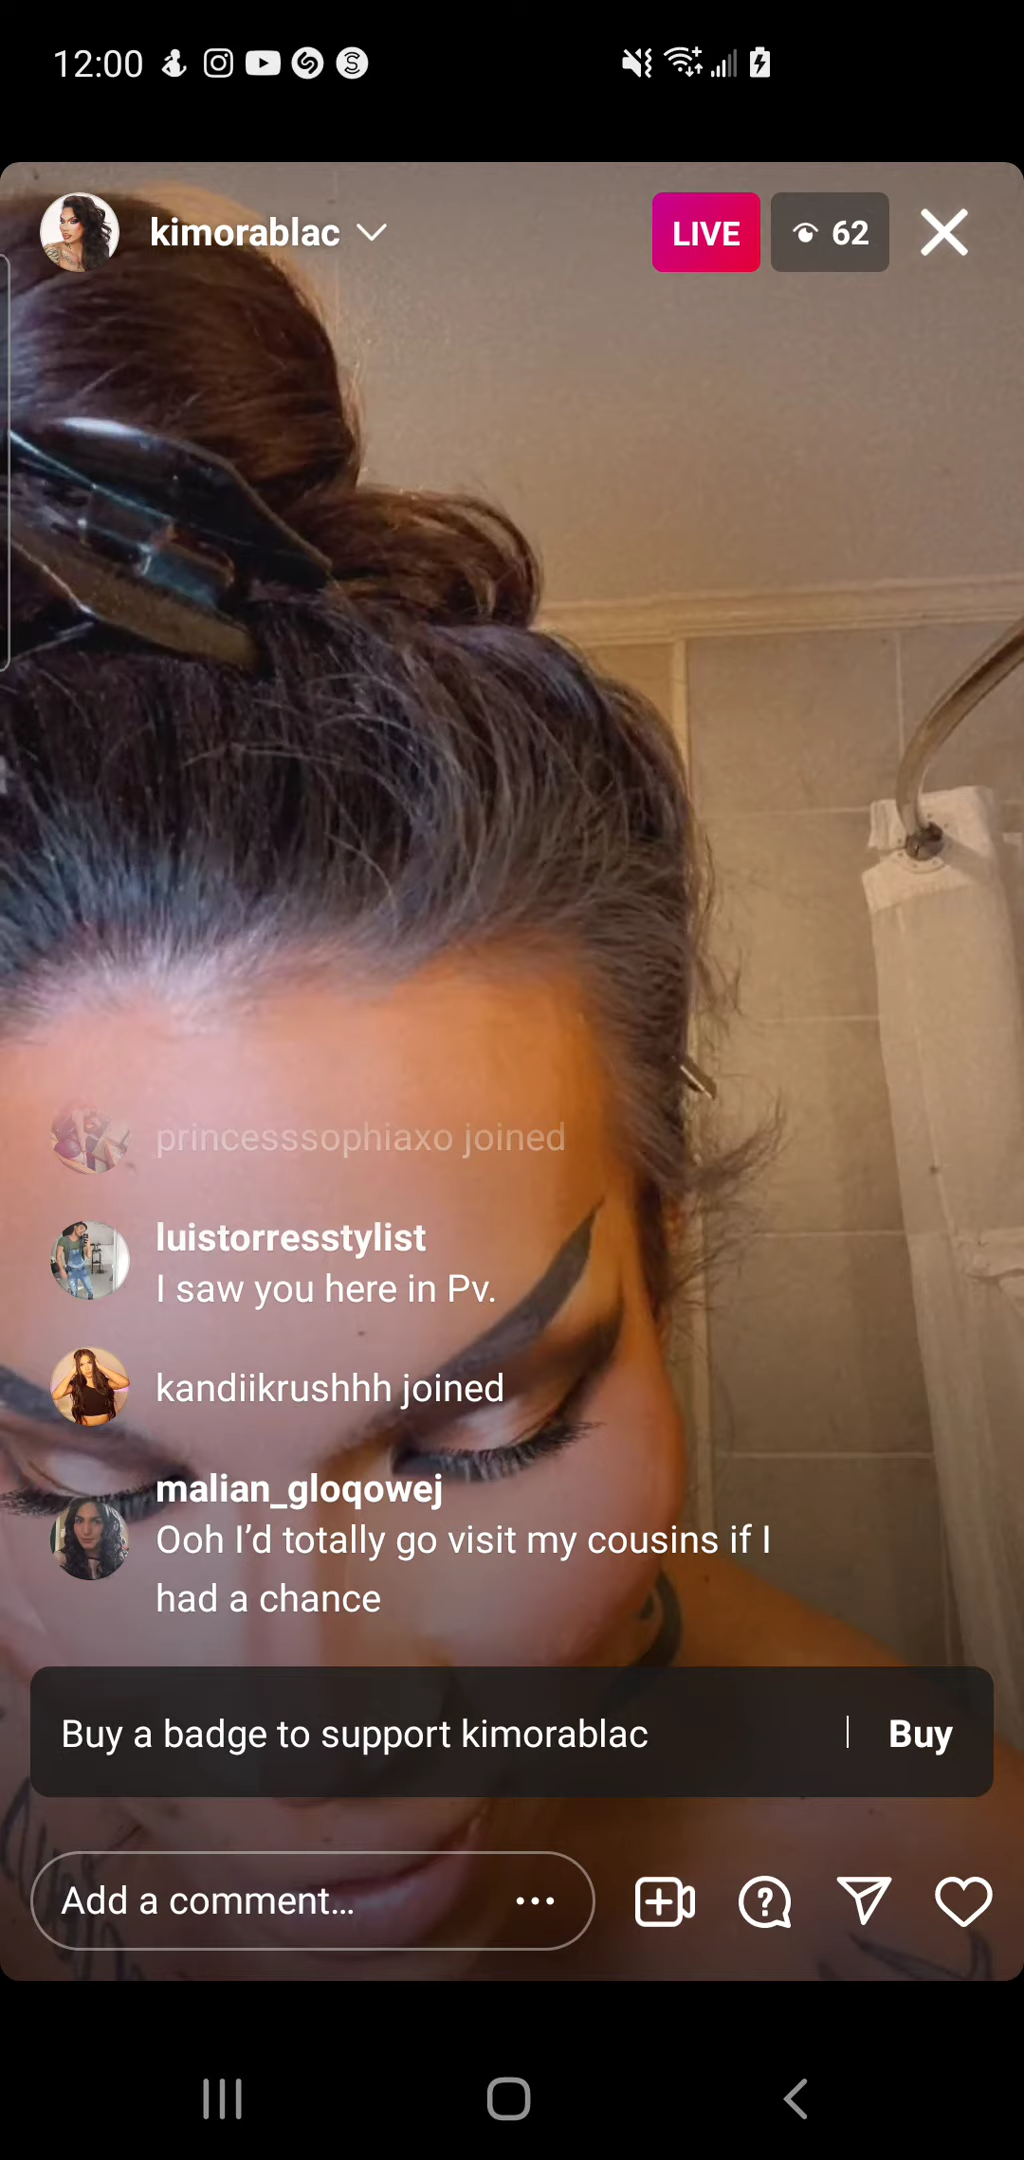 12:00
kimorablac
LIVE
62
princesssophiaxo joined
luistorresstylist
I saw you here in Pv.
kandiikrushhh joined
malian_gloqowej
Ooh I’d totally go visit my cousins if I
had a chance
Buy a badge to support kimorablac | Buy
Add a comment…